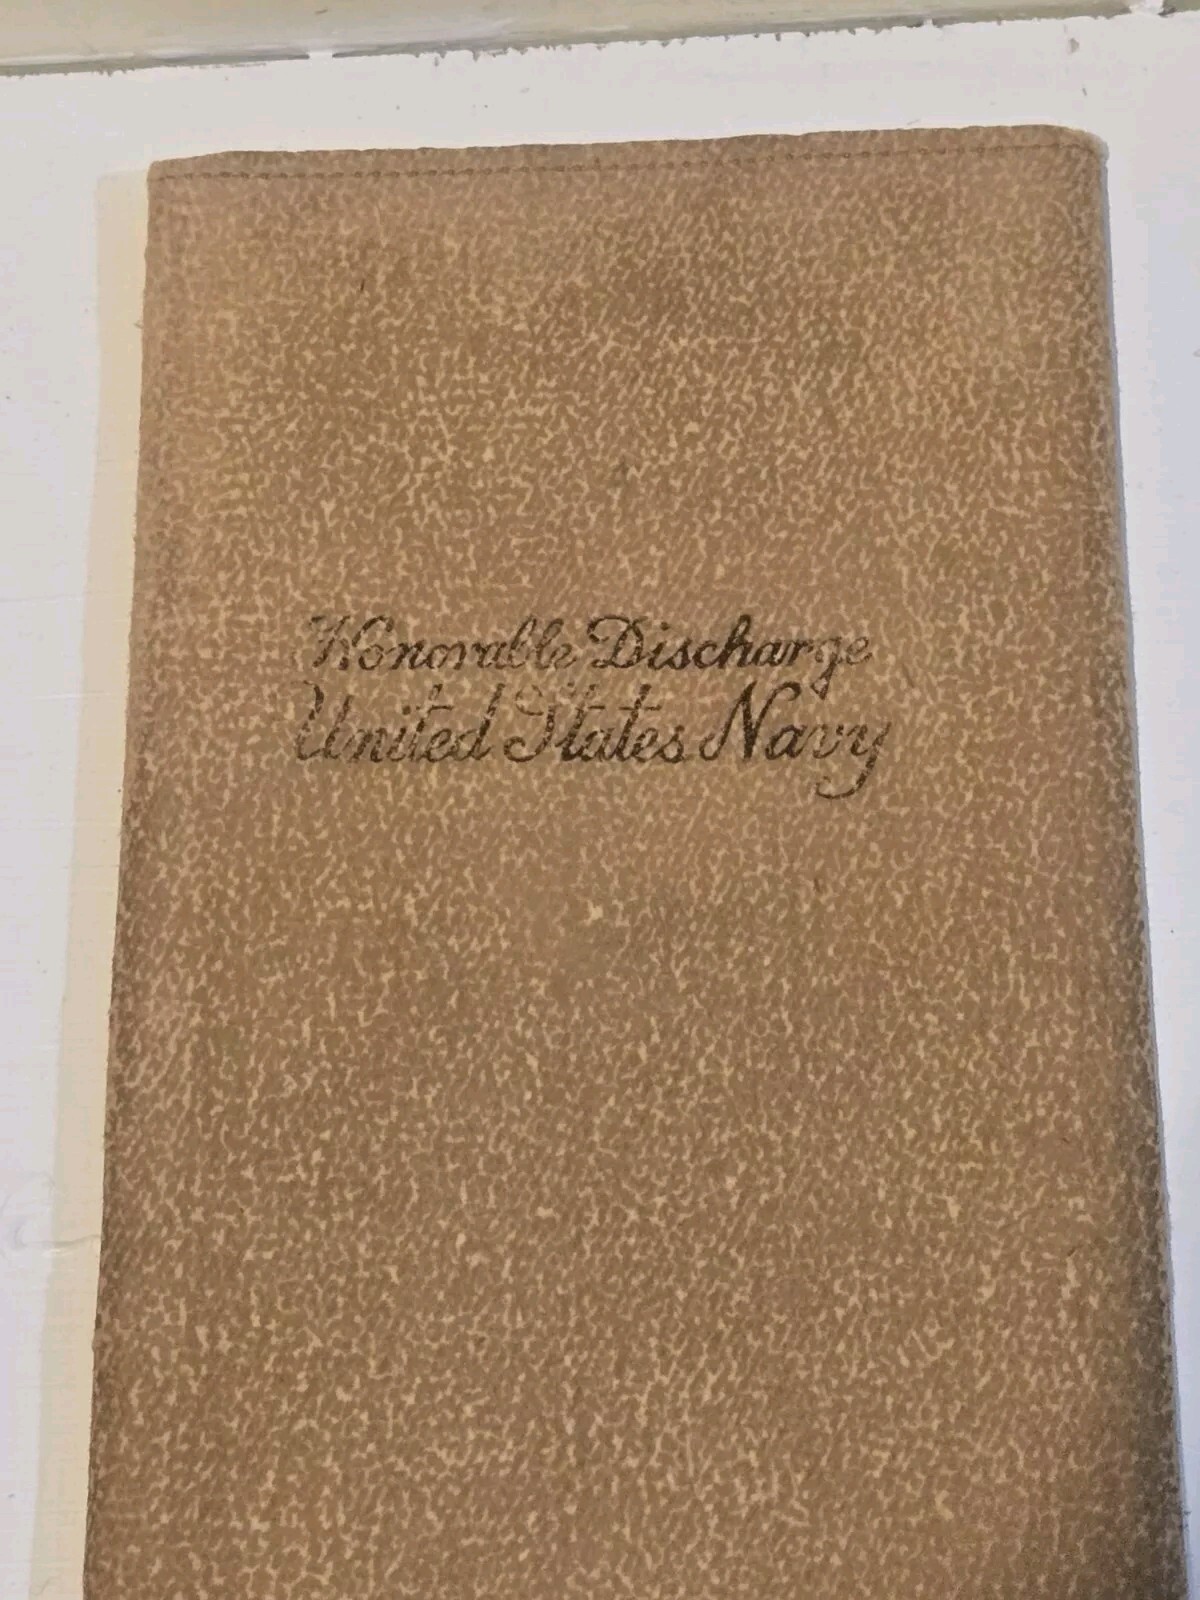 Honorable Discharge
United States Navy